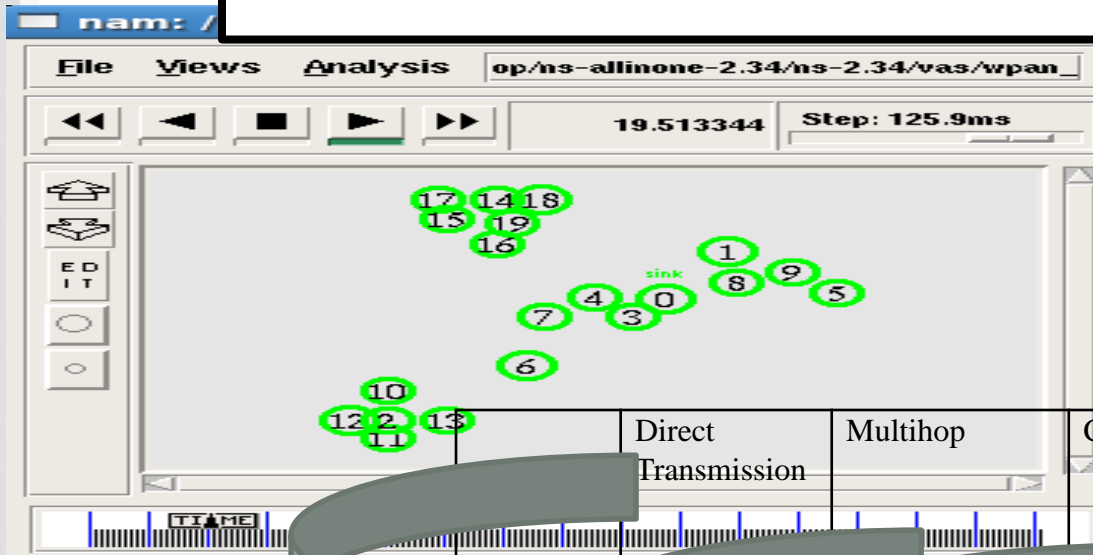 nam: /
File Views Analysis op/ns-allinone-2.34/ns-2.34/vas/wpan_
19.513344 Step: 125.9ms
17 14 18
15 19
16
1
sink
9
8
5
4 0
7 3
6
10
12 2 13
11
ED
IT
Direct Multihop
Transmission
TIME